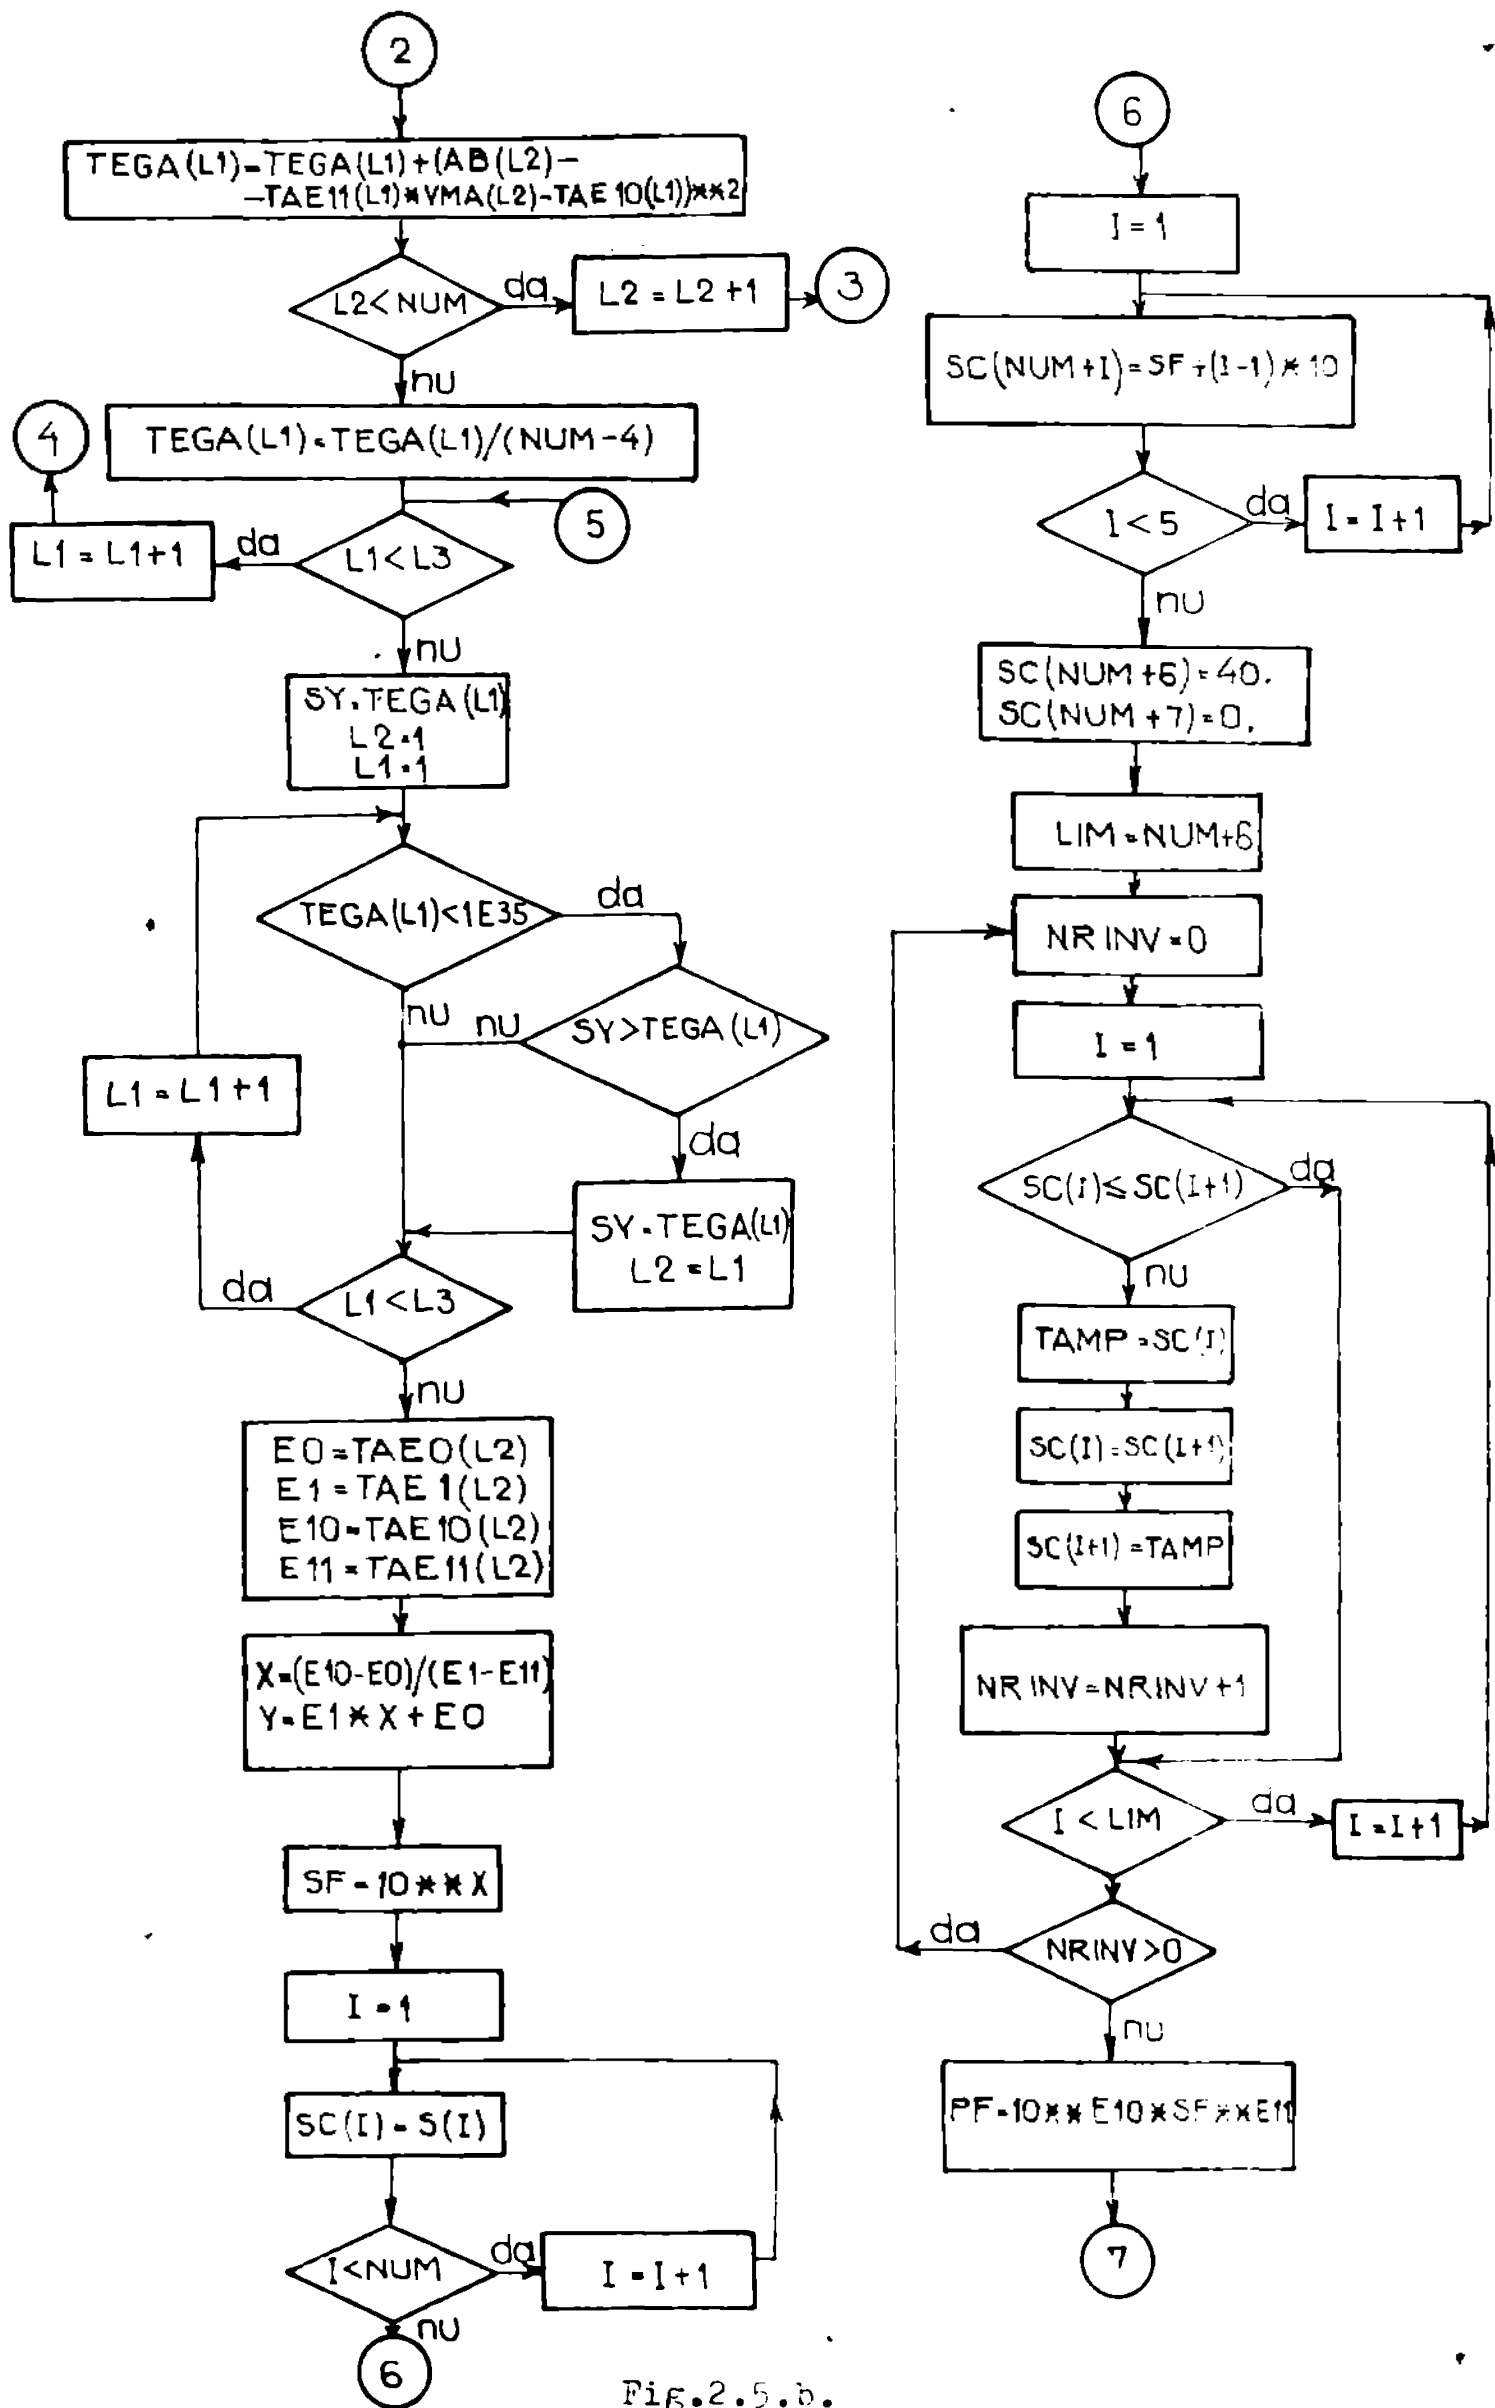 2
TEGA(L1)=TEGA(L1)+(AB(L2)-
-TAE11(L1)*VMA(L2)-TAE10(L1))**2
L2<NUM
da
L2=L2+1
3
nu
4
TEGA(L1)=TEGA(L1)/(NUM-4)
5
L1=L1+1
da
L1<L3
nu
SY=TEGA(L1)
L2=1
L1=1
TEGA(L1)<1E35
da
nu
nu
SY>TEGA(L1)
L1=L1+1
da
SY=TEGA(L1)
L2=L1
da
L1<L3
nu
E0=TAE0(L2)
E1=TAE1(L2)
E10=TAE10(L2)
E11=TAE11(L2)
X=(E10-E0)/(E1-E11)
Y=E1*X+E0
SF=10**X
I=1
SC(I)=S(I)
I<NUM
da
I=I+1
nu
6
6
I=1
SC(NUM+I)=SF+(I-1)*10
I<5
da
I=I+1
nu
SC(NUM+6)=40.
SC(NUM+7)=0.
LIM=NUM+6
NRINV=0
I=1
SC(I)≤SC(I+1)
da
nu
TAMP=SC(I)
SC(I)=SC(I+1)
SC(I+1)=TAMP
NRINV=NRINV+1
I<LIM
da
I=I+1
da
NRINV>0
nu
PF=10**E10*SF**E11
7
Fig.2.5.b.